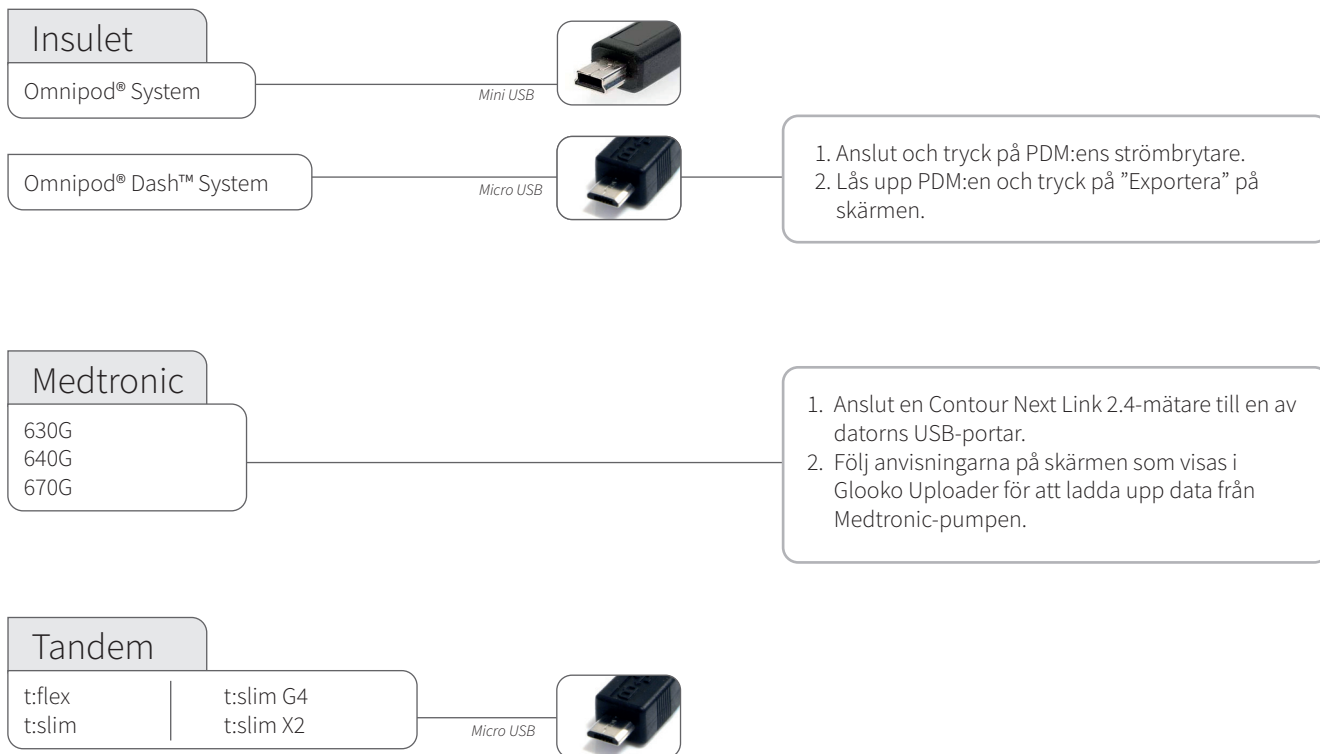 Insulet
Omnipod® System
Mini USB
Omnipod® Dash™ System
Micro USB
1. Anslut och tryck på PDM:ens strömbrytare.
2. Lås upp PDM:en och tryck på ”Exportera” på
skärmen.
Medtronic
630G
640G
670G
1. Anslut en Contour Next Link 2.4-mätare till en av
datorns USB-portar.
2. Följ anvisningarna på skärmen som visas i
Glooko Uploader för att ladda upp data från
Medtronic-pumpen.
Tandem
t:flex
t:slim
t:slim G4
t:slim X2
Micro USB